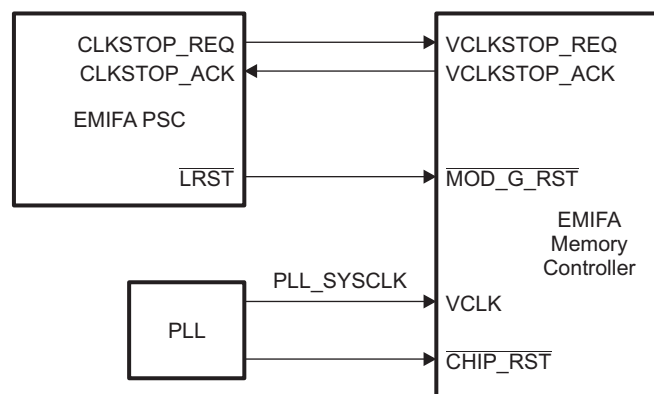 CLKSTOP_REQ
VCLKSTOP_REQ
CLKSTOP_ACK
VCLKSTOP_ACK
EMIFA PSC
LRST
MOD_G_RST
EMIFA
Memory
Controller
PLL_SYSCLK
VCLK
PLL
CHIP_RST